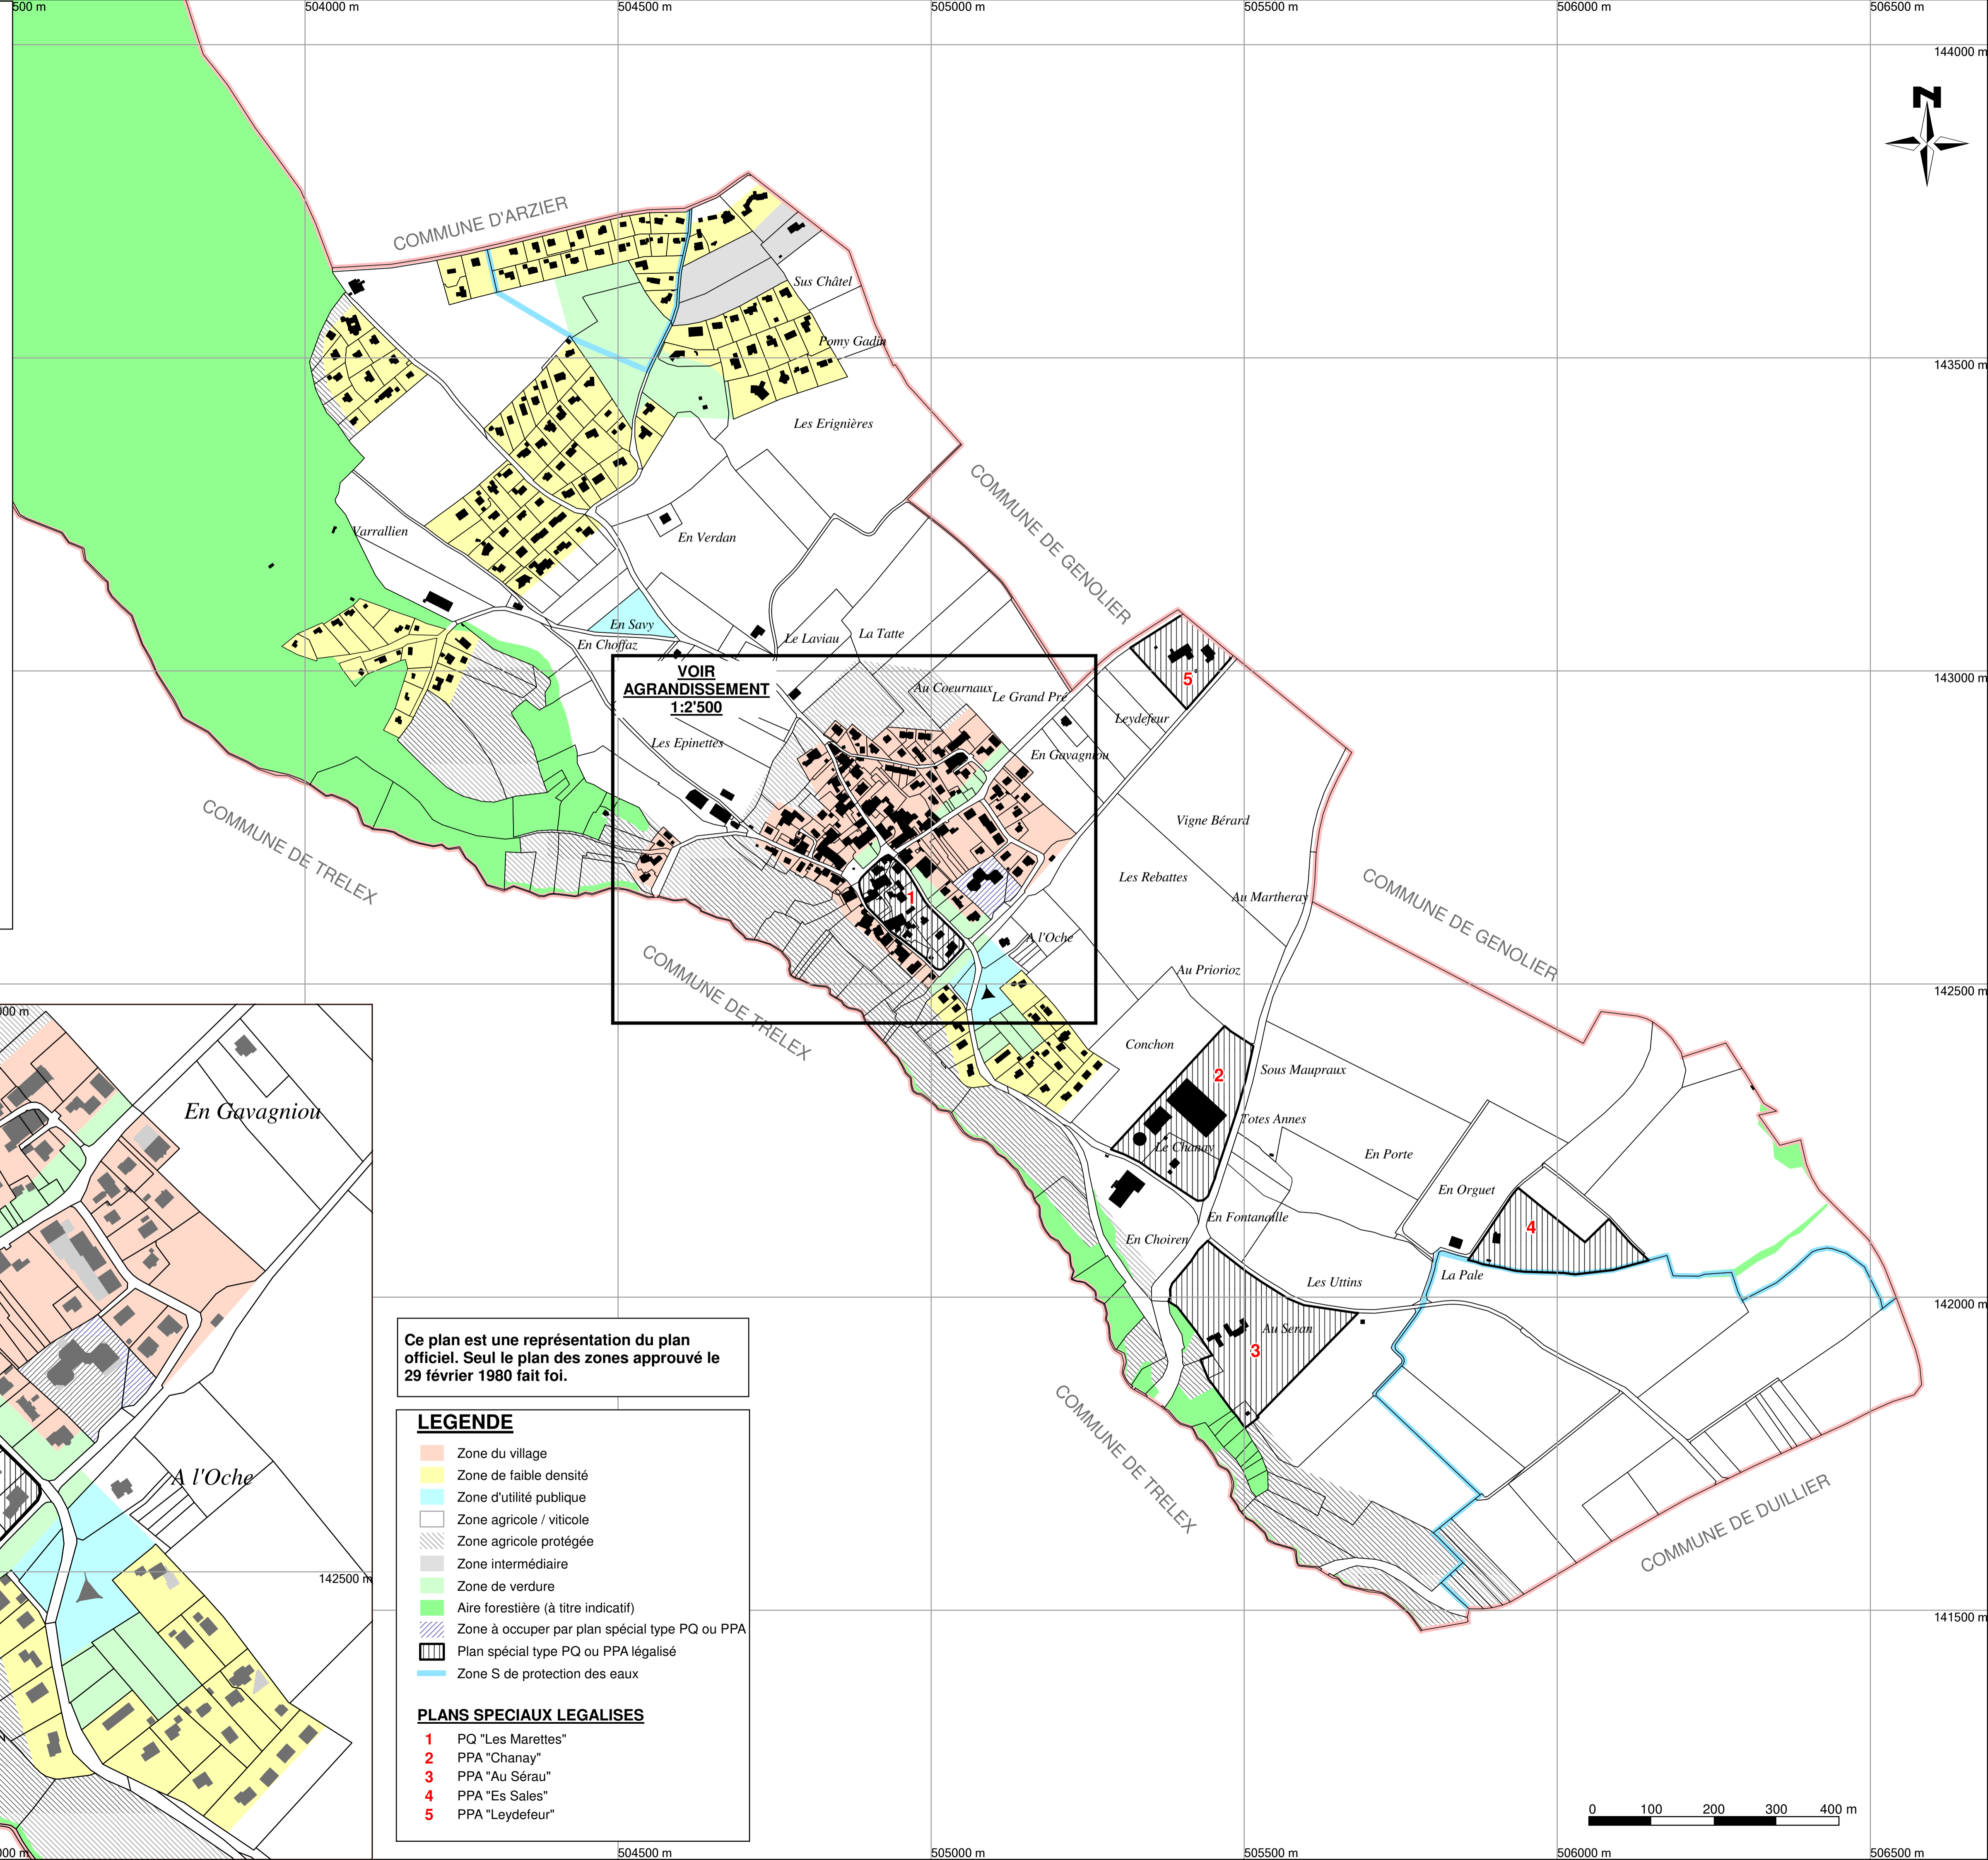 500 m
504000 m
504500 m
505000 m
505500 m
506000 m
506500 m
144000 m
N
COMMUNE D'ARZIER
Sus Châtel
Pomy Gadin
143500 m
Les Erignières
COMMUNE DE GENOLIER
Varrallien
En Verdan
En Savy
En Choffaz
Le Laviau
La Tatte
VOIR
AGRANDISSEMENT
1:2'500
Au Coeurnaux
Le Grand Pré
5
143000 m
Leydefeur
Les Epinettes
En Gavagniou
COMMUNE DE TRELEX
Vigne Bérard
Les Rebattes
Au Martheray
COMMUNE DE GENOLIER
1
A l'Oche
COMMUNE DE TRELEX
Au Priorioz
142500 m
000 m
Conchon
2
Sous Maupraux
En Gavagniou
Totes Annes
Le Chanay
En Porte
En Orguet
En Fontanaille
4
En Choiren
La Pale
Les Uttins
142000 m
Au Seran
3
Ce plan est une représentation du plan
officiel. Seul le plan des zones approuvé le
29 février 1980 fait foi.
COMMUNE DE TRELEX
A l'Oche
COMMUNE DE DUILLIER
142500 m
141500 m
LEGENDE
Zone du village
Zone de faible densité
Zone d'utilité publique
Zone agricole / viticole
Zone agricole protégée
Zone intermédiaire
Zone de verdure
Aire forestière (à titre indicatif)
Zone à occuper par plan spécial type PQ ou PPA
Plan spécial type PQ ou PPA légalisé
Zone S de protection des eaux
PLANS SPECIAUX LEGALISES
1 PQ "Les Marettes"
2 PPA "Chanay"
3 PPA "Au Sérau"
4 PPA "Es Sales"
5 PPA "Leydefeur"
0 100 200 300 400 m
000 m
504500 m
505000 m
505500 m
506000 m
506500 m